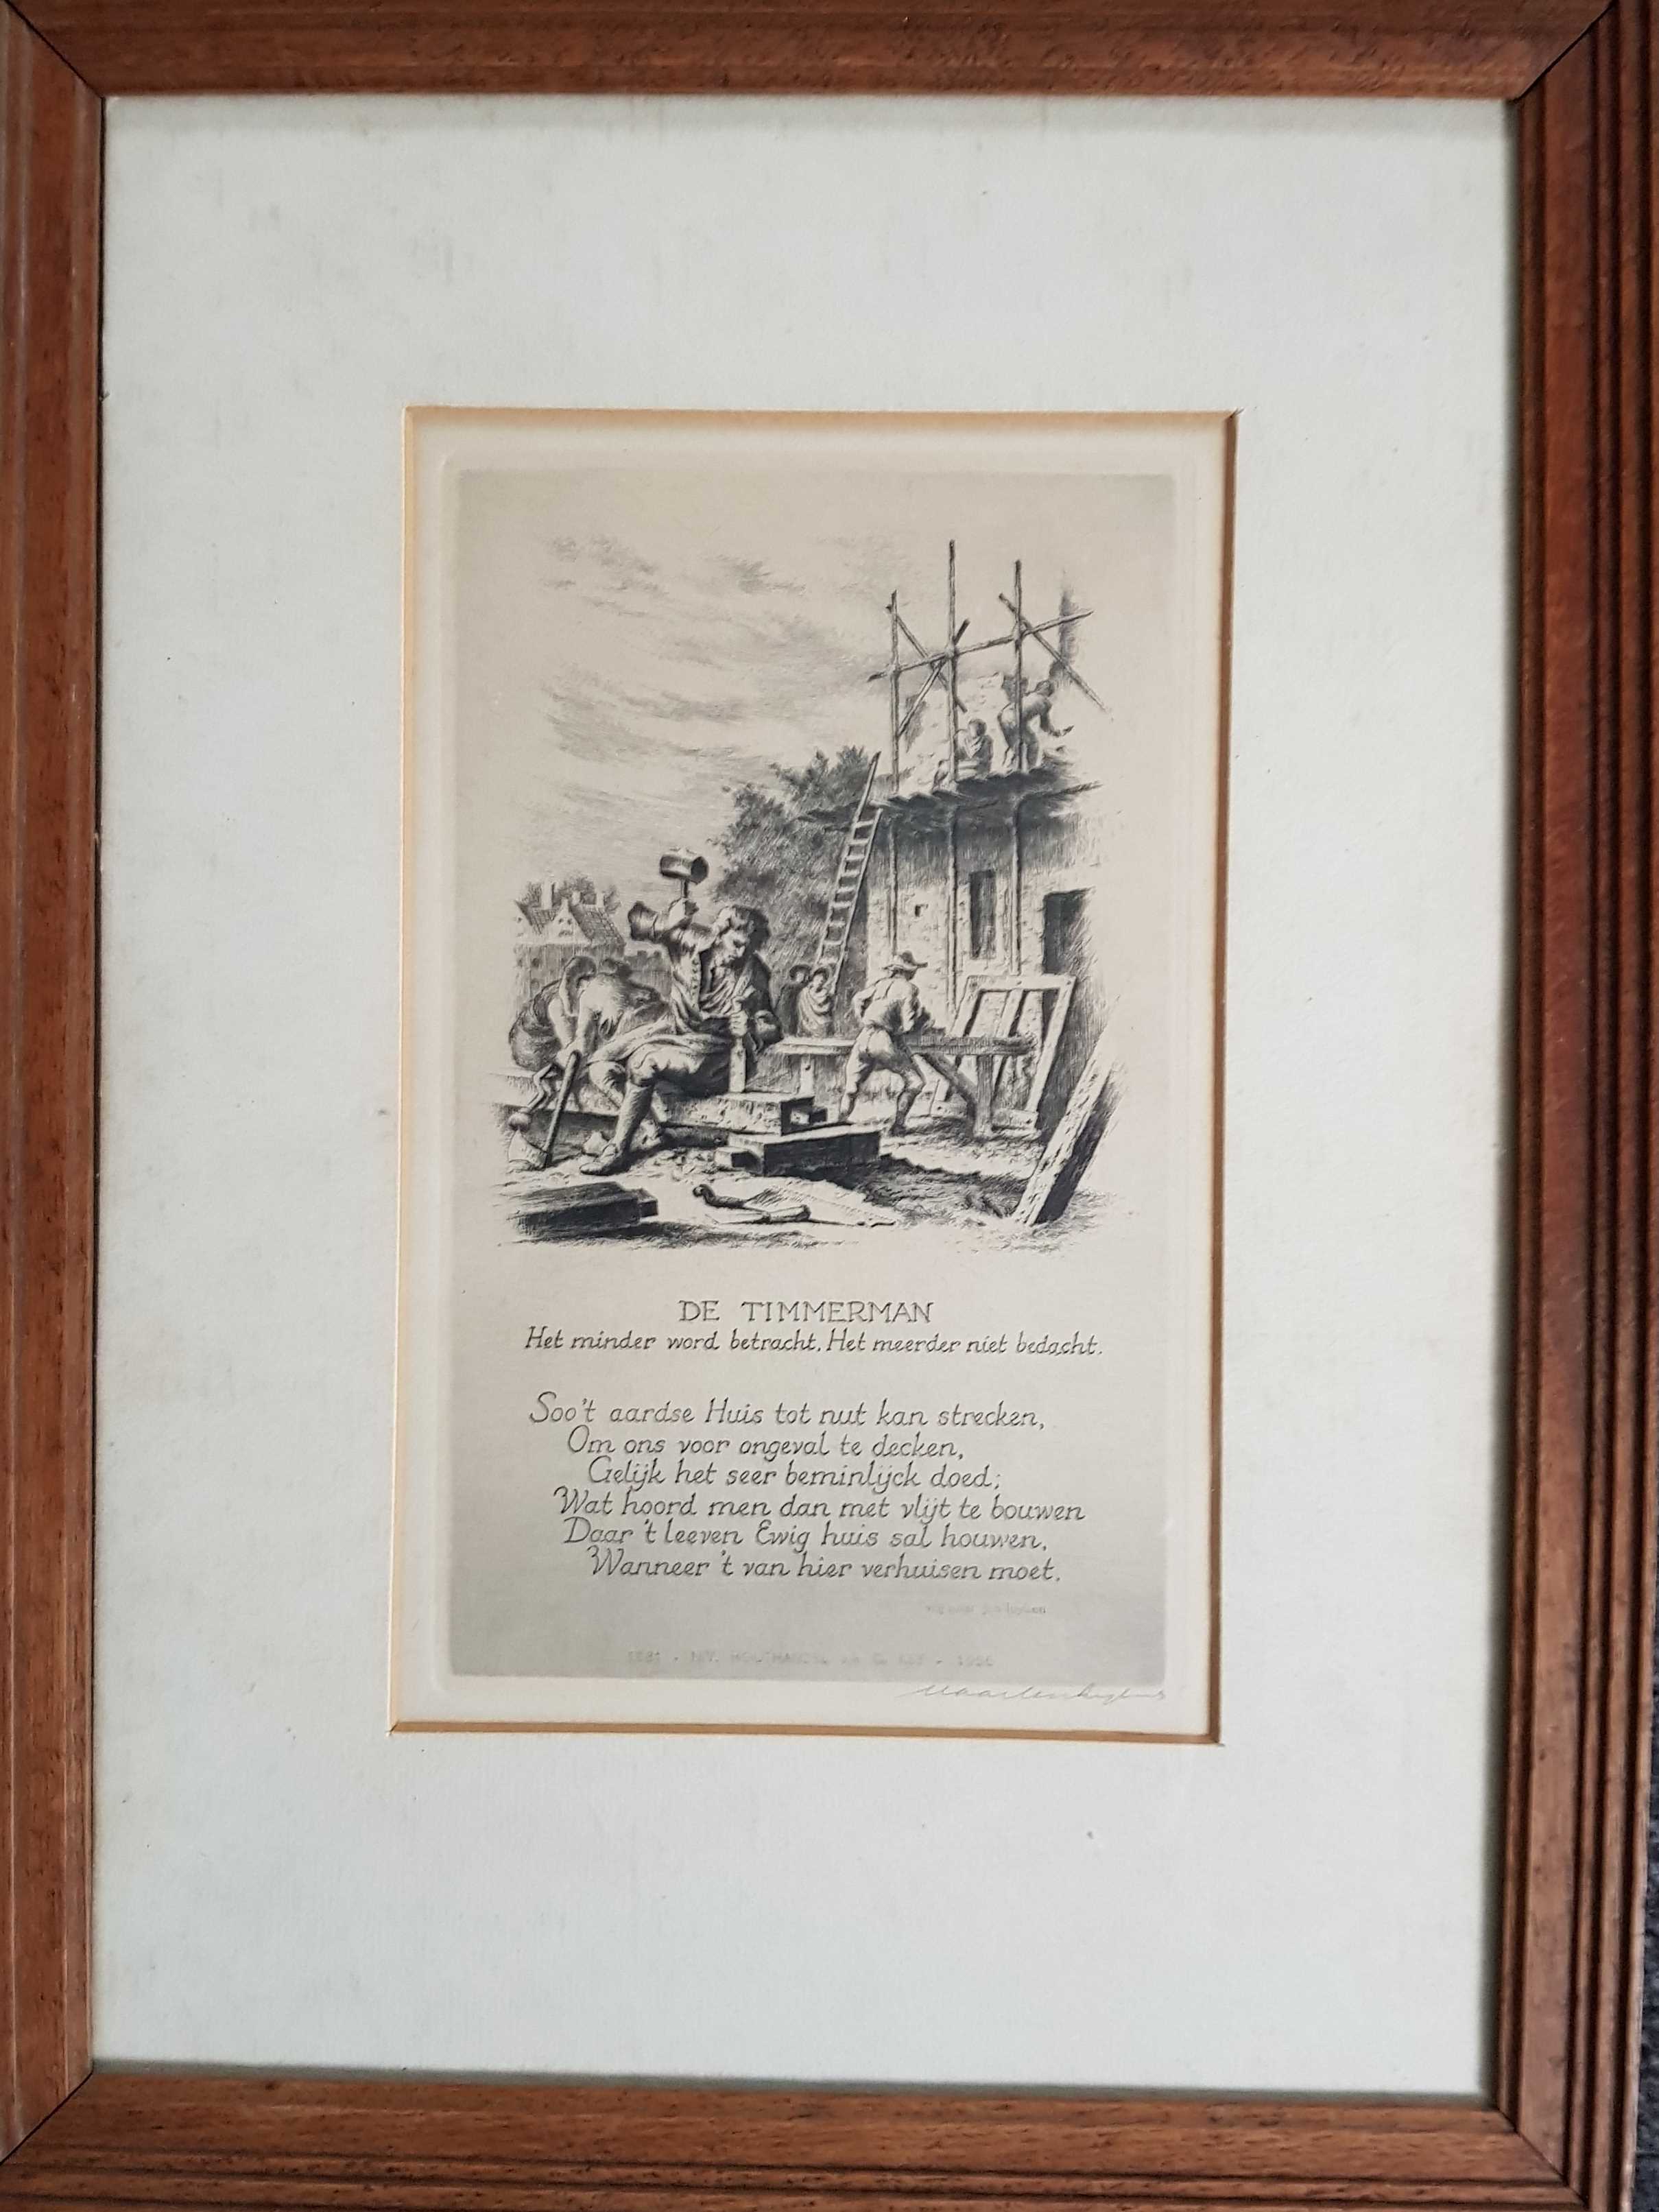 DE TIMMERMAN
Het minder word betracht. Het meerder niet bedacht.
Soo't aardse Huis tot nut kan strecken,
Om ons voor ongeval te decken,
Gelijk het seer beminlijck doed;
Wat hoord men dan met vlijt te bouwen
Daar 't leeven Ewig huis sal houwen,
Wanneer 't van hier verhuisen moet.